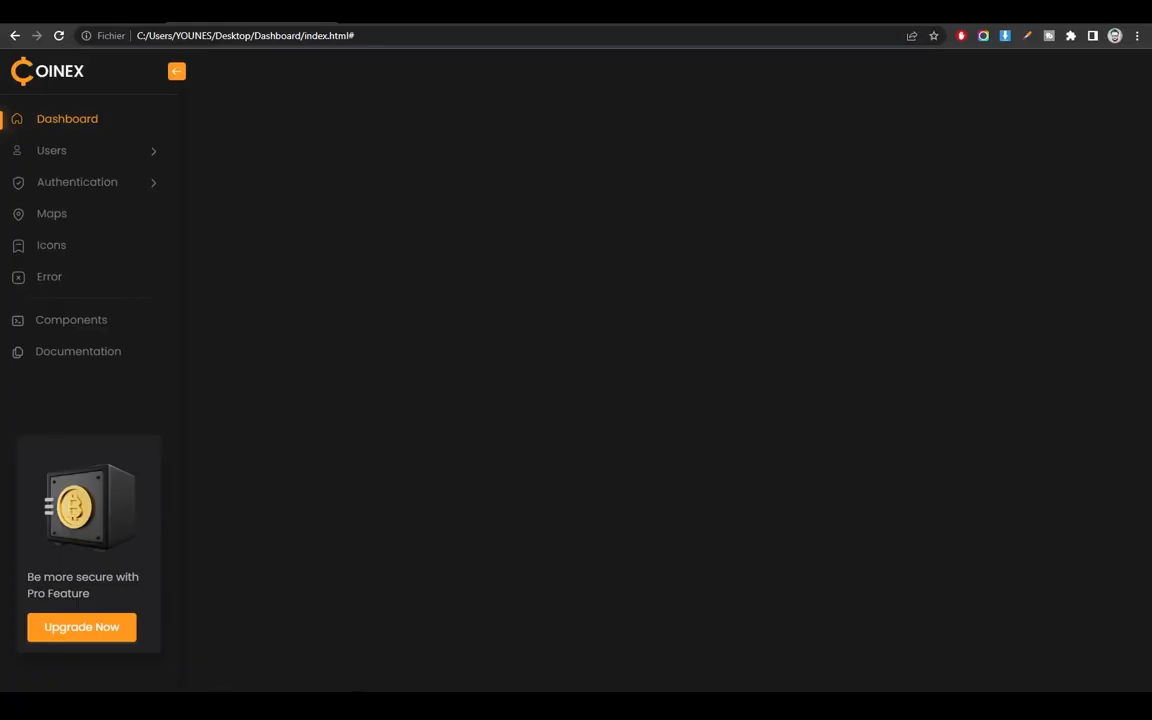 Fichier C:/Users/YOUNES/Desktop/Dashboard/index.html#
COINEX
Dashboard
Users
Authentication
Maps
Icons
Error
Components
Documentation
Be more secure with
Pro Feature
Upgrade Now